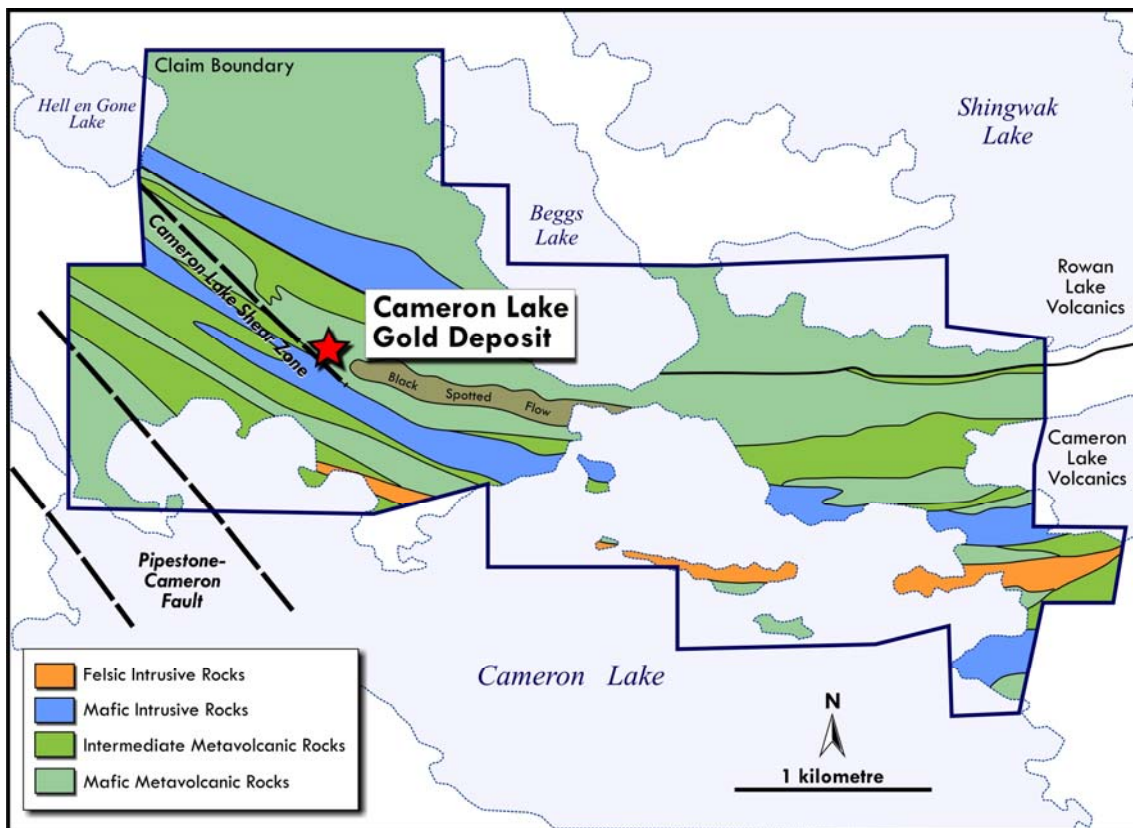 Claim Boundary
Hell en Gone
Lake
Shingwak
Lake
Beggs
Lake
Cameron Lake Shear Zone
Rowan
Lake
Volcanics
Cameron Lake
Gold Deposit
Black Spotted Flow
Cameron
Lake
Volcanics
Pipestone-
Cameron
Fault
Cameron Lake
Felsic Intrusive Rocks
Mafic Intrusive Rocks
Intermediate Metavolcanic Rocks
Mafic Metavolcanic Rocks
N
1 kilometre